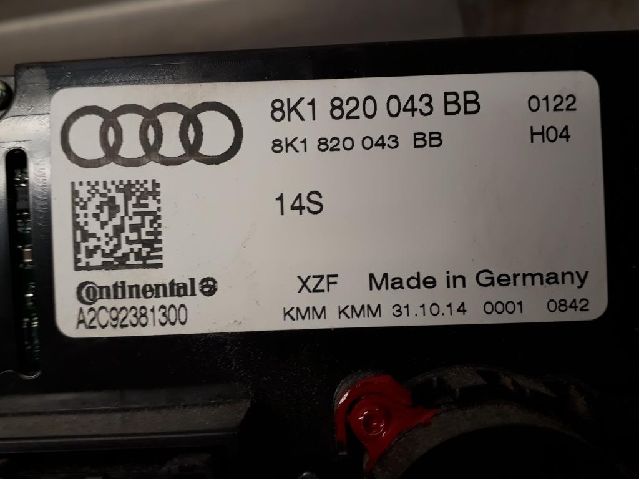 8K1 820 043 BB 0122
8K1 820 043 BB H04
14S
Continental
A2C92381300
XZF Made in Germany
KMM KMM 31.10.14 0001 0842